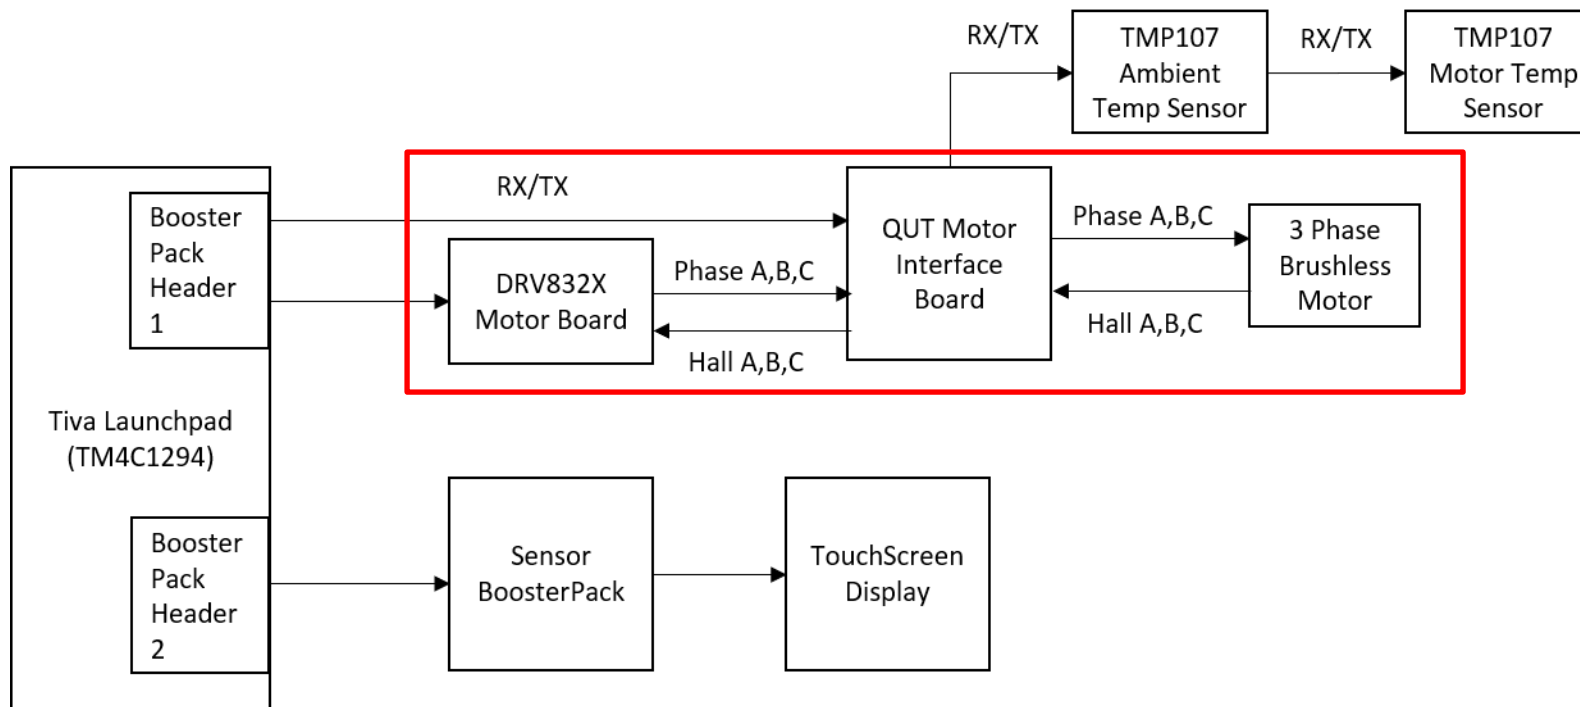 RX/TX
TMP107
Ambient
Temp Sensor
RX/TX
TMP107
Motor Temp
Sensor
Booster
Pack
Header
1
RX/TX
DRV832X
Motor Board
Phase A,B,C
Hall A,B,C
QUT Motor
Interface
Board
Phase A,B,C
Hall A,B,C
3 Phase
Brushless
Motor
Tiva Launchpad
(TM4C1294)
Booster
Pack
Header
2
Sensor
BoosterPack
TouchScreen
Display